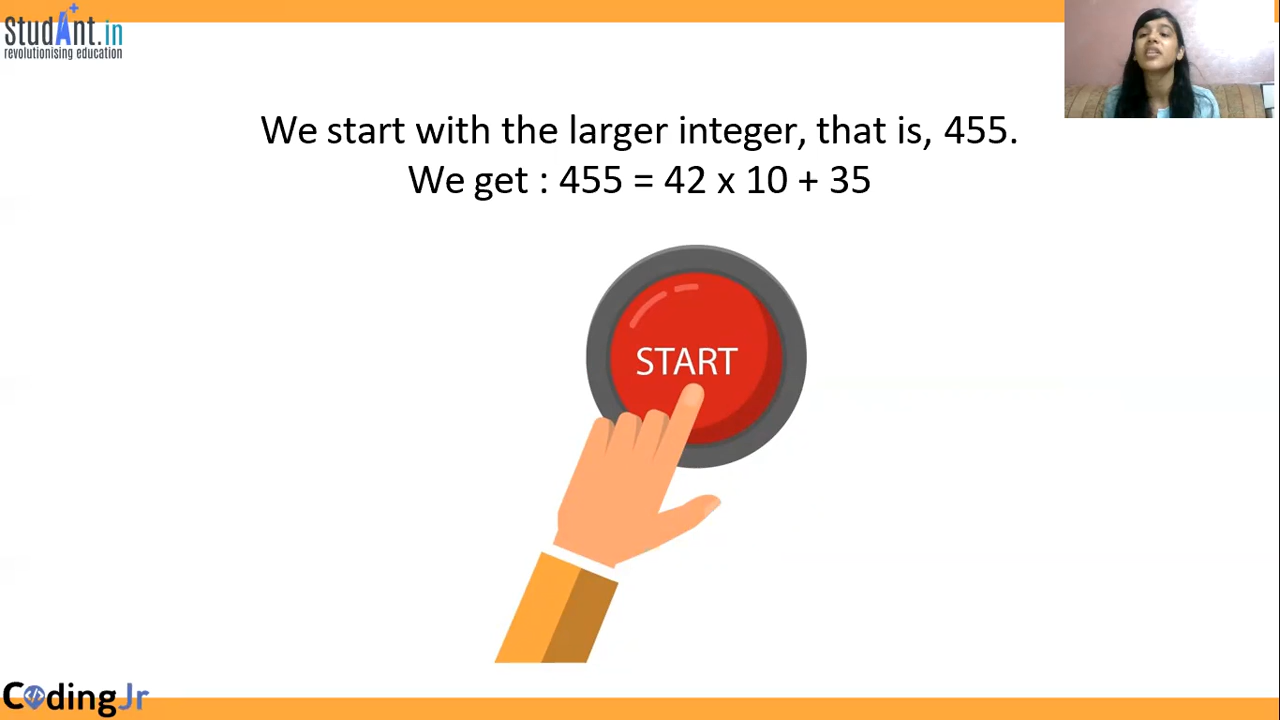 StudAnt.in
revolutionising education
We start with the larger integer, that is, 455.
We get : 455 = 42 x 10 + 35
START
CodingJr